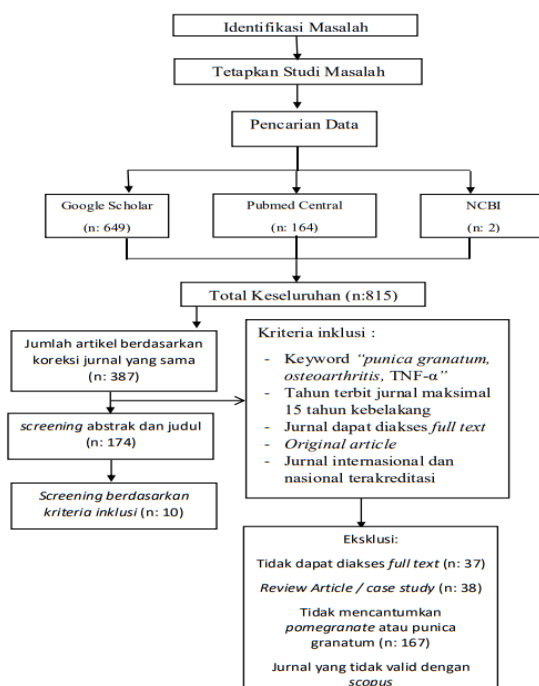 Identifikasi Masalah
Tetapkan Studi Masalah
Pencarian Data
Google Scholar
(n: 649)
Pubmed Central
(n: 164)
NCBI
(n: 2)
Total Keseluruhan (n:815)
Jumlah artikel berdasarkan
koreksi jurnal yang sama
(n: 387)
screening abstrak dan judul
(n: 174)
Screening berdasarkan
kriteria inklusi (n: 10)
Kriteria inklusi :
- Keyword “punica granatum,
osteoarthritis, TNF-α”
- Tahun terbit jurnal maksimal
15 tahun kebelakang
- Jurnal dapat diakses full text
- Original article
- Jurnal internasional dan
nasional terakreditasi
Eksklusi:
Tidak dapat diakses full text (n: 37)
Review Article / case study (n: 38)
Tidak mencantumkan
pomegranate atau punica
granatum (n: 167)
Jurnal yang tidak valid dengan
scopus